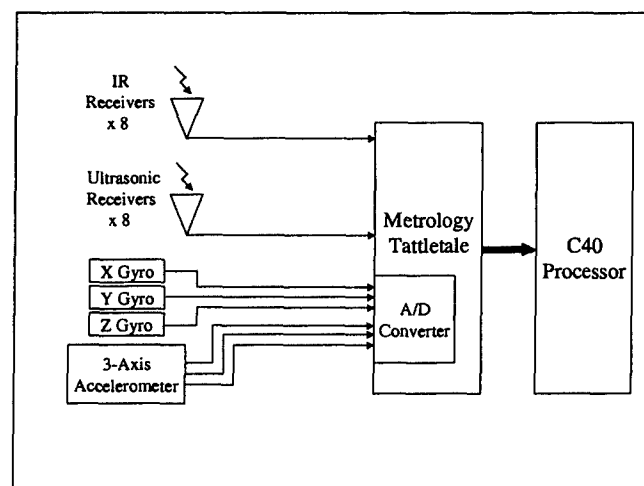 IR
Receivers
x 8
Ultrasonic
Receivers
x 8
X Gyro
Y Gyro
Z Gyro
3-Axis
Accelerometer
Metrology
Tattletale
A/D
Converter
C40
Processor